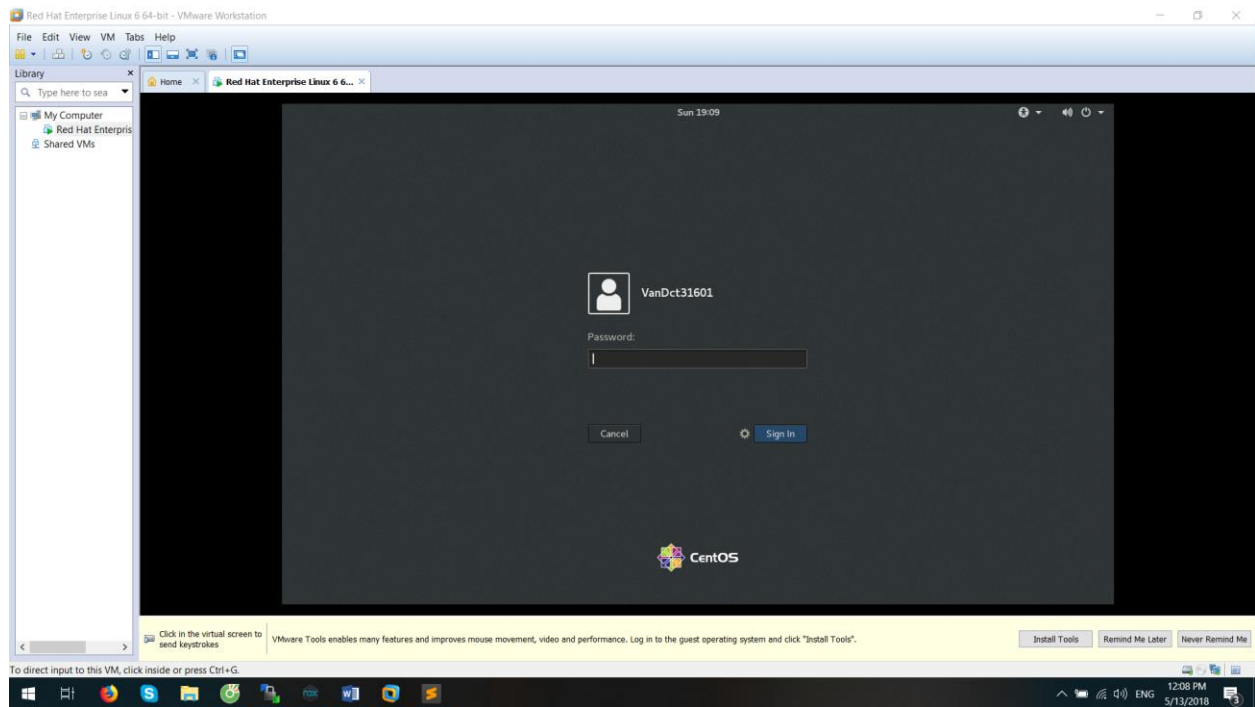 Red Hat Enterprise Linux 6 64-bit - VMware Workstation
File Edit View VM Tabs Help
Library
Type here to sea
Home
Red Hat Enterprise Linux 6 6...
My Computer
Red Hat Enterpris
Shared VMs
Sun 19:09
VanDct31601
Password:
Cancel
Sign In
CentOS
Click in the virtual screen to
send keystrokes
VMware Tools enables many features and improves mouse movement, video and performance. Log in to the guest operating system and click "Install Tools".
Install Tools
Remind Me Later
Never Remind Me
To direct input to this VM, click inside or press Ctrl+G.
ENG
12:08 PM
5/13/2018